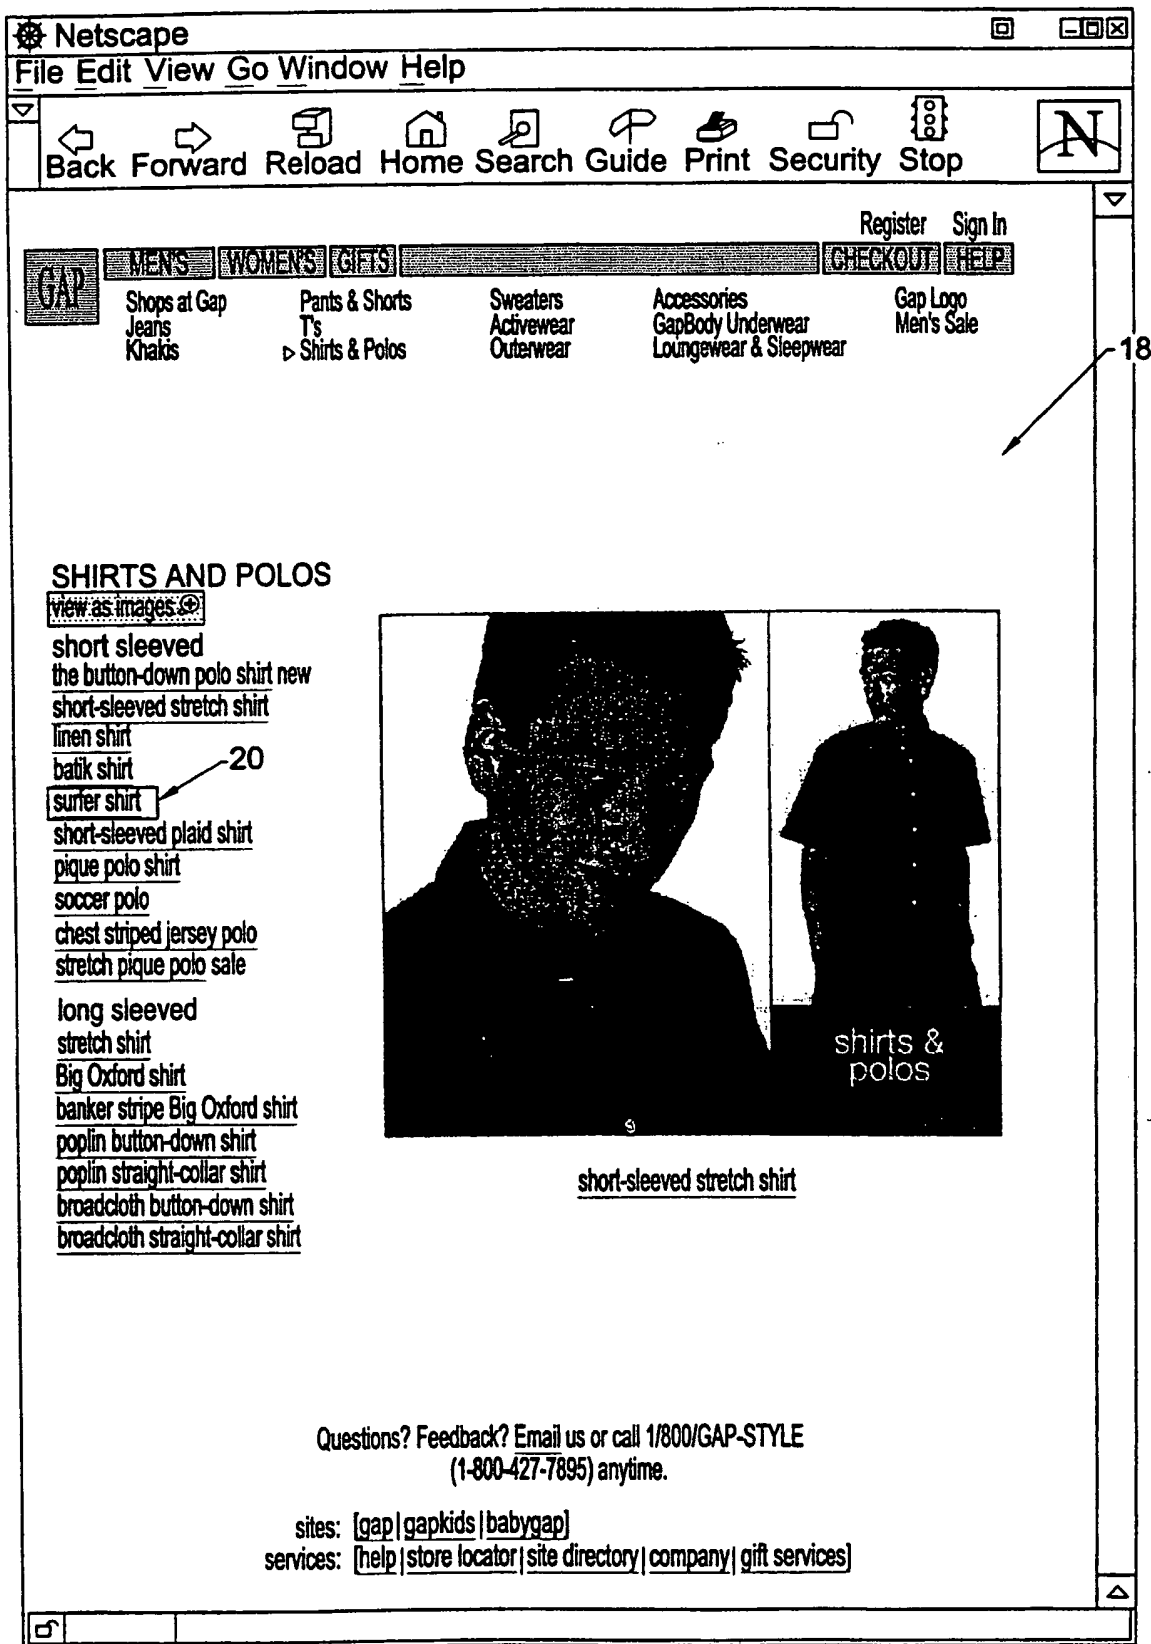 Netscape
File Edit View Go Window Help
Back Forward Reload Home Search Guide Print Security Stop
N
Register Sign In
GAP MEN'S WOMEN'S GIFTS CHECKOUT HELP
Shops at Gap Pants & Shorts Sweaters Accessories Gap Logo
Jeans T's Activewear GapBody Underwear Men's Sale
Khakis Shirts & Polos Outerwear Loungewear & Sleepwear
18
SHIRTS AND POLOS
view as images
short sleeved
the button-down polo shirt new
short-sleeved stretch shirt
linen shirt
batik shirt
20
surfer shirt
short-sleeved plaid shirt
pique polo shirt
soccer polo
chest striped jersey polo
stretch pique polo sale
long sleeved
stretch shirt
Big Oxford shirt
banker stripe Big Oxford shirt
poplin button-down shirt
poplin straight-collar shirt
broadcloth button-down shirt
broadcloth straight-collar shirt
shirts &
polos
short-sleeved stretch shirt
Questions? Feedback? Email us or call 1/800/GAP-STYLE
(1-800-427-7895) anytime.
sites: [gap | gapkids | babygap]
services: [help | store locator | site directory | company | gift services]